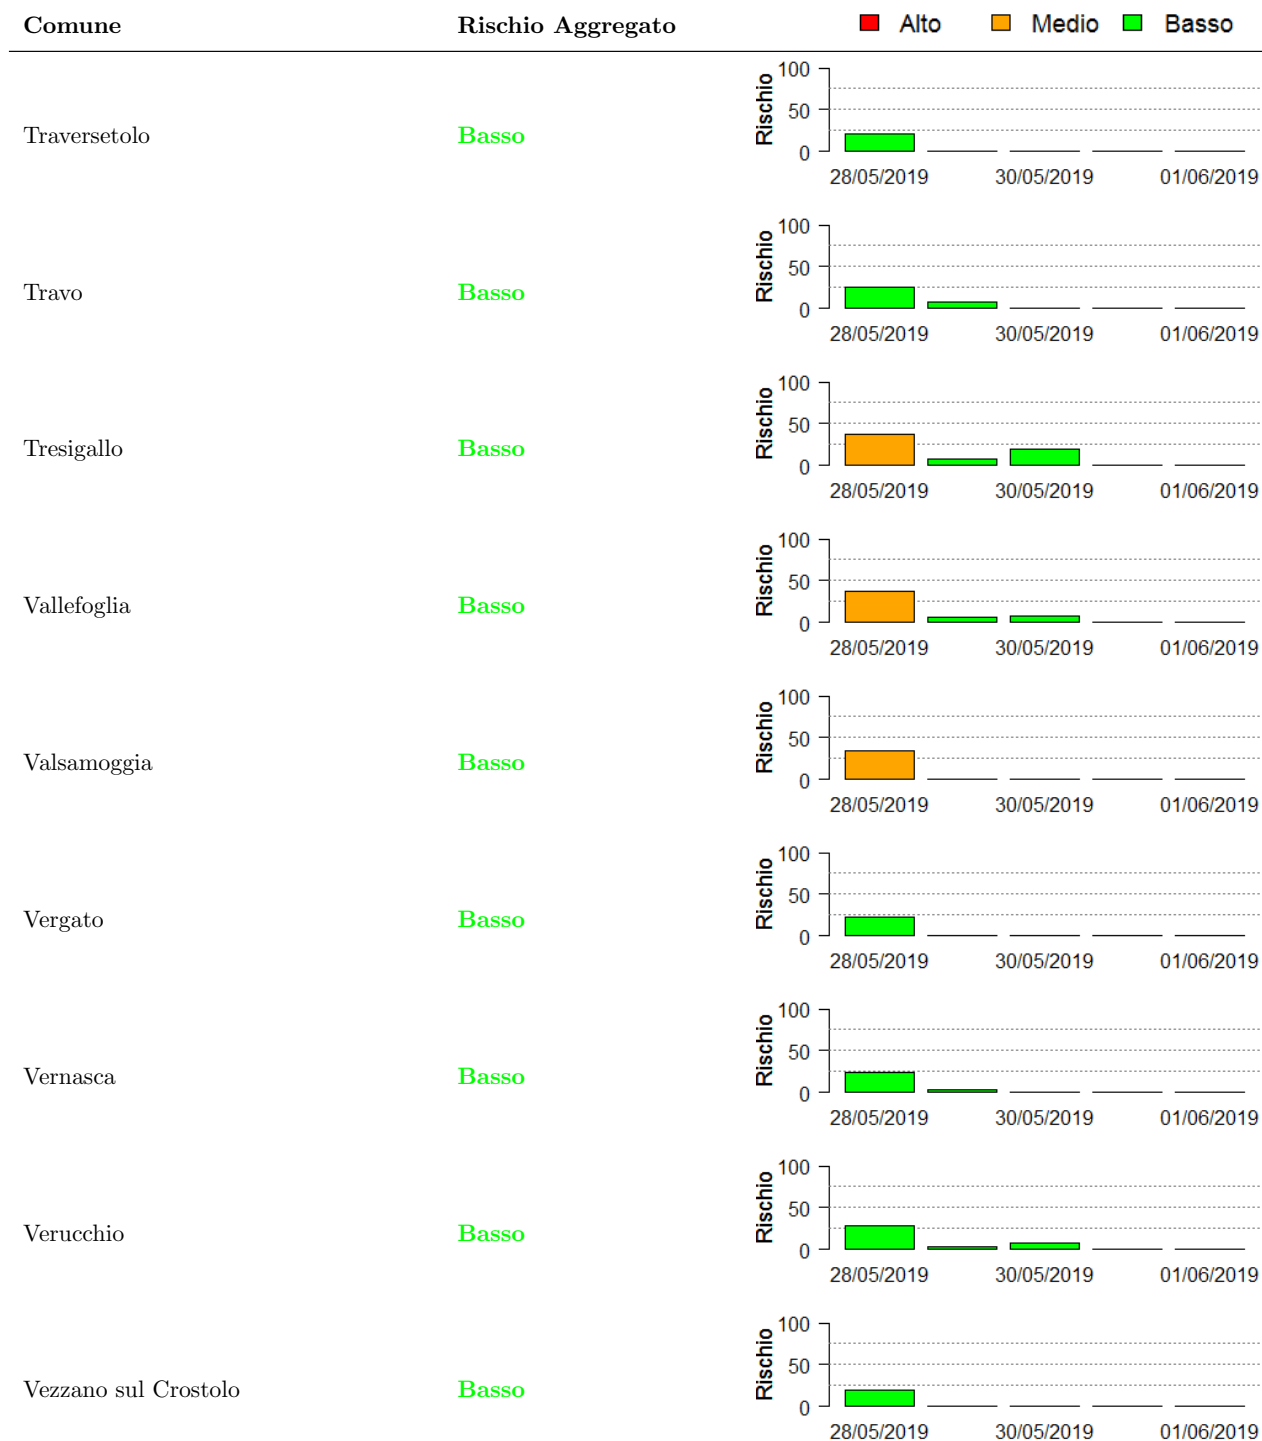 Comune Rischio Aggregato Alto Medio Basso
Traversetolo Basso
Rischio
100
50
0
28/05/2019 30/05/2019 01/06/2019
Travo Basso
Rischio
100
50
0
28/05/2019 30/05/2019 01/06/2019
Tresigallo Basso
Rischio
100
50
0
28/05/2019 30/05/2019 01/06/2019
Vallefoglia Basso
Rischio
100
50
0
28/05/2019 30/05/2019 01/06/2019
Valsamoggia Basso
Rischio
100
50
0
28/05/2019 30/05/2019 01/06/2019
Vergato Basso
Rischio
100
50
0
28/05/2019 30/05/2019 01/06/2019
Vernasca Basso
Rischio
100
50
0
28/05/2019 30/05/2019 01/06/2019
Verucchio Basso
Rischio
100
50
0
28/05/2019 30/05/2019 01/06/2019
Vezzano sul Crostolo Basso
Rischio
100
50
0
28/05/2019 30/05/2019 01/06/2019